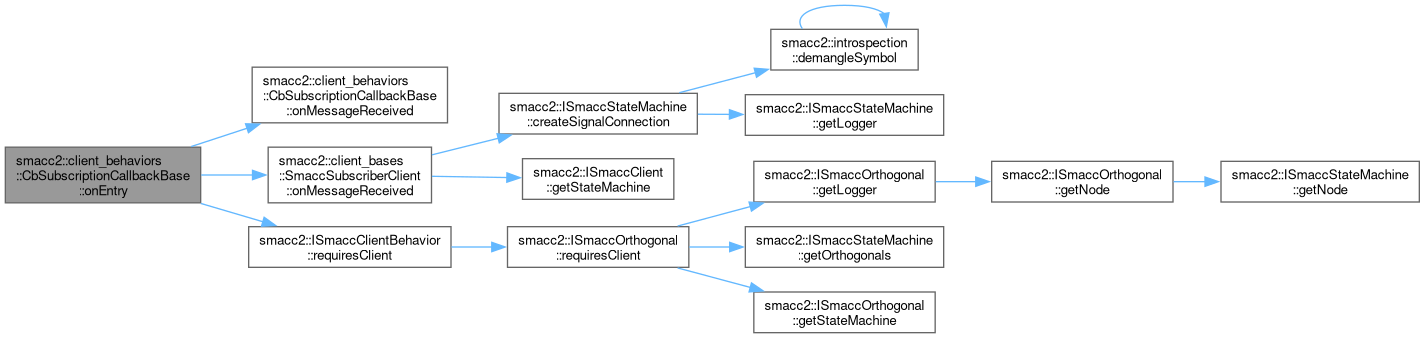 smacc2::client_behaviors
::CbSubscriptionCallbackBase
::onEntry
smacc2::client_behaviors
::CbSubscriptionCallbackBase
::onMessageReceived
smacc2::client_bases
::SmaccSubscriberClient
::onMessageReceived
smacc2::ISmaccClientBehavior
::requiresClient
smacc2::ISmaccStateMachine
::createSignalConnection
smacc2::ISmaccClient
::getStateMachine
smacc2::ISmaccOrthogonal
::requiresClient
smacc2::introspection
::demangleSymbol
smacc2::ISmaccStateMachine
::getLogger
smacc2::ISmaccOrthogonal
::getLogger
smacc2::ISmaccStateMachine
::getOrthogonals
smacc2::ISmaccOrthogonal
::getStateMachine
smacc2::ISmaccOrthogonal
::getNode
smacc2::ISmaccStateMachine
::getNode